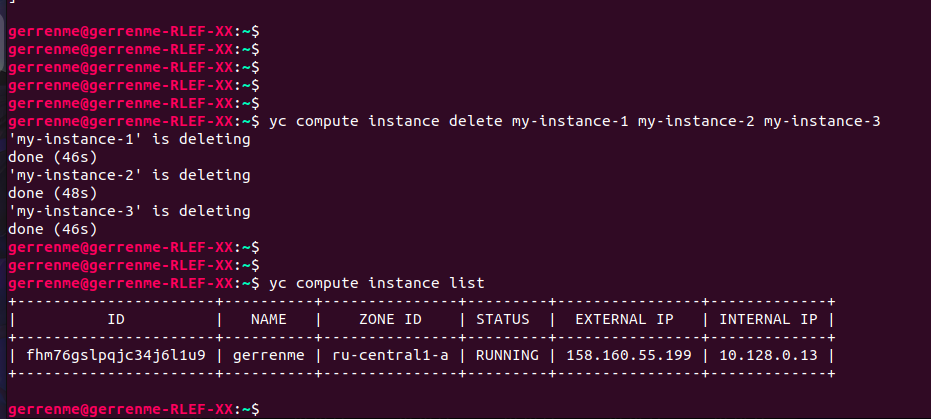 gerrenme@gerrenme-RLEF-XX:~$
gerrenme@gerrenme-RLEF-XX:~$
gerrenme@gerrenme-RLEF-XX:~$
gerrenme@gerrenme-RLEF-XX:~$
gerrenme@gerrenme-RLEF-XX:~$
gerrenme@gerrenme-RLEF-XX:~$ yc compute instance delete my-instance-1 my-instance-2 my-instance-3
'my-instance-1' is deleting
done (46s)
'my-instance-2' is deleting
done (48s)
'my-instance-3' is deleting
done (46s)
gerrenme@gerrenme-RLEF-XX:~$
gerrenme@gerrenme-RLEF-XX:~$
gerrenme@gerrenme-RLEF-XX:~$ yc compute instance list
+----------------------+----------+---------------+---------+----------------+-------------+
|          ID          |   NAME   |    ZONE ID    | STATUS  |  EXTERNAL IP   | INTERNAL IP |
+----------------------+----------+---------------+---------+----------------+-------------+
| fhm76gslpqjc34j6l1u9 | gerrenme | ru-central1-a | RUNNING | 158.160.55.199 | 10.128.0.13 |
+----------------------+----------+---------------+---------+----------------+-------------+
gerrenme@gerrenme-RLEF-XX:~$